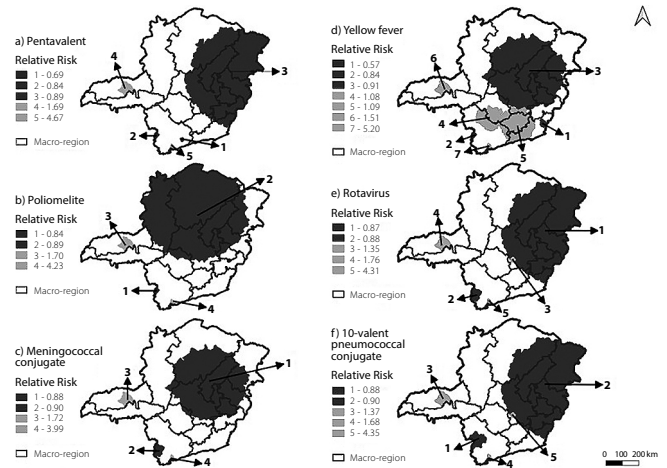 a) Pentavalent
Relative Risk
1 - 0.69
2 - 0.84
3 - 0.89
4 - 1.69
5 - 4.67
Macro-region
4
3
2
1
5
b) Poliomelite
Relative Risk
1 - 0.84
2 - 0.89
3 - 1.70
4 - 4.23
Macro-region
2
3
1
4
c) Meningococcal
conjugate
Relative Risk
1 - 0.88
2 - 0.90
3 - 1.72
4 - 3.99
Macro-region
3
1
2
4
d) Yellow fever
Relative Risk
1 - 0.57
2 - 0.84
3 - 0.91
4 - 1.08
5 - 1.09
6 - 1.51
7 - 5.20
Macro-region
6
3
4
2
1
7
5
e) Rotavirus
Relative Risk
1 - 0.87
2 - 0.88
3 - 1.35
4 - 1.76
5 - 4.31
Macro-region
4
1
2
5
3
f) 10-valent
pneumococcal
conjugate
Relative Risk
1 - 0.88
2 - 0.90
3 - 1.37
4 - 1.68
5 - 4.35
Macro-region
3
2
1
5
4
0 100 200 km